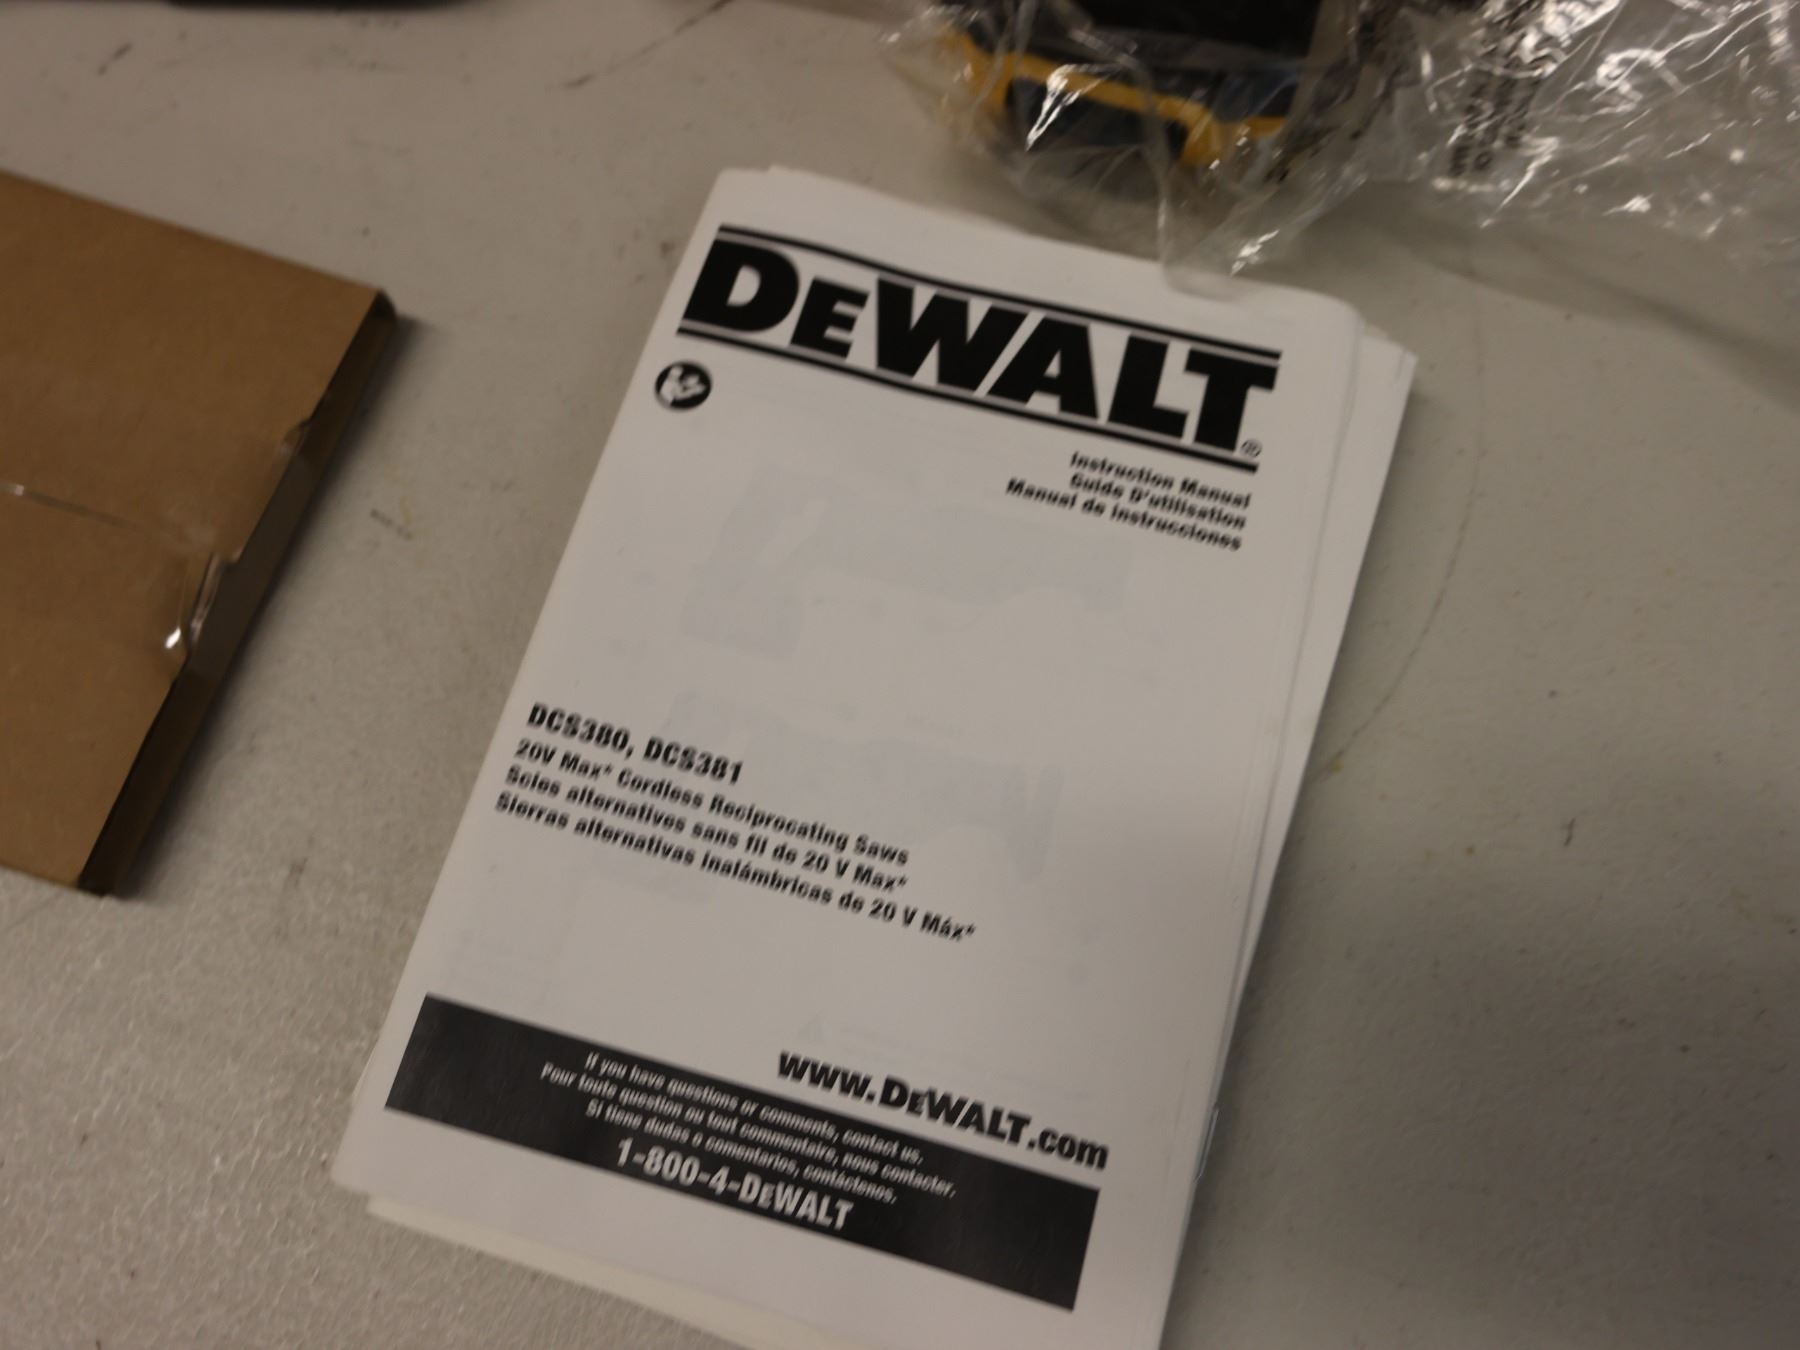 DEWALT®
Instruction Manual
Guide D'utilisation
Manual de instrucciones
DCS380, DCS381
20V Max* Cordless Reciprocating Saws
Scies alternatives sans fil de 20 V Max*
Sierras alternativas inalámbricas de 20 V Máx*
www.DEWALT.com
If you have questions or comments, contact us.
Pour toute question ou tout commentaire, nous contacter.
Si tiene dudas o comentarios, contáctenos.
1-800-4-DEWALT